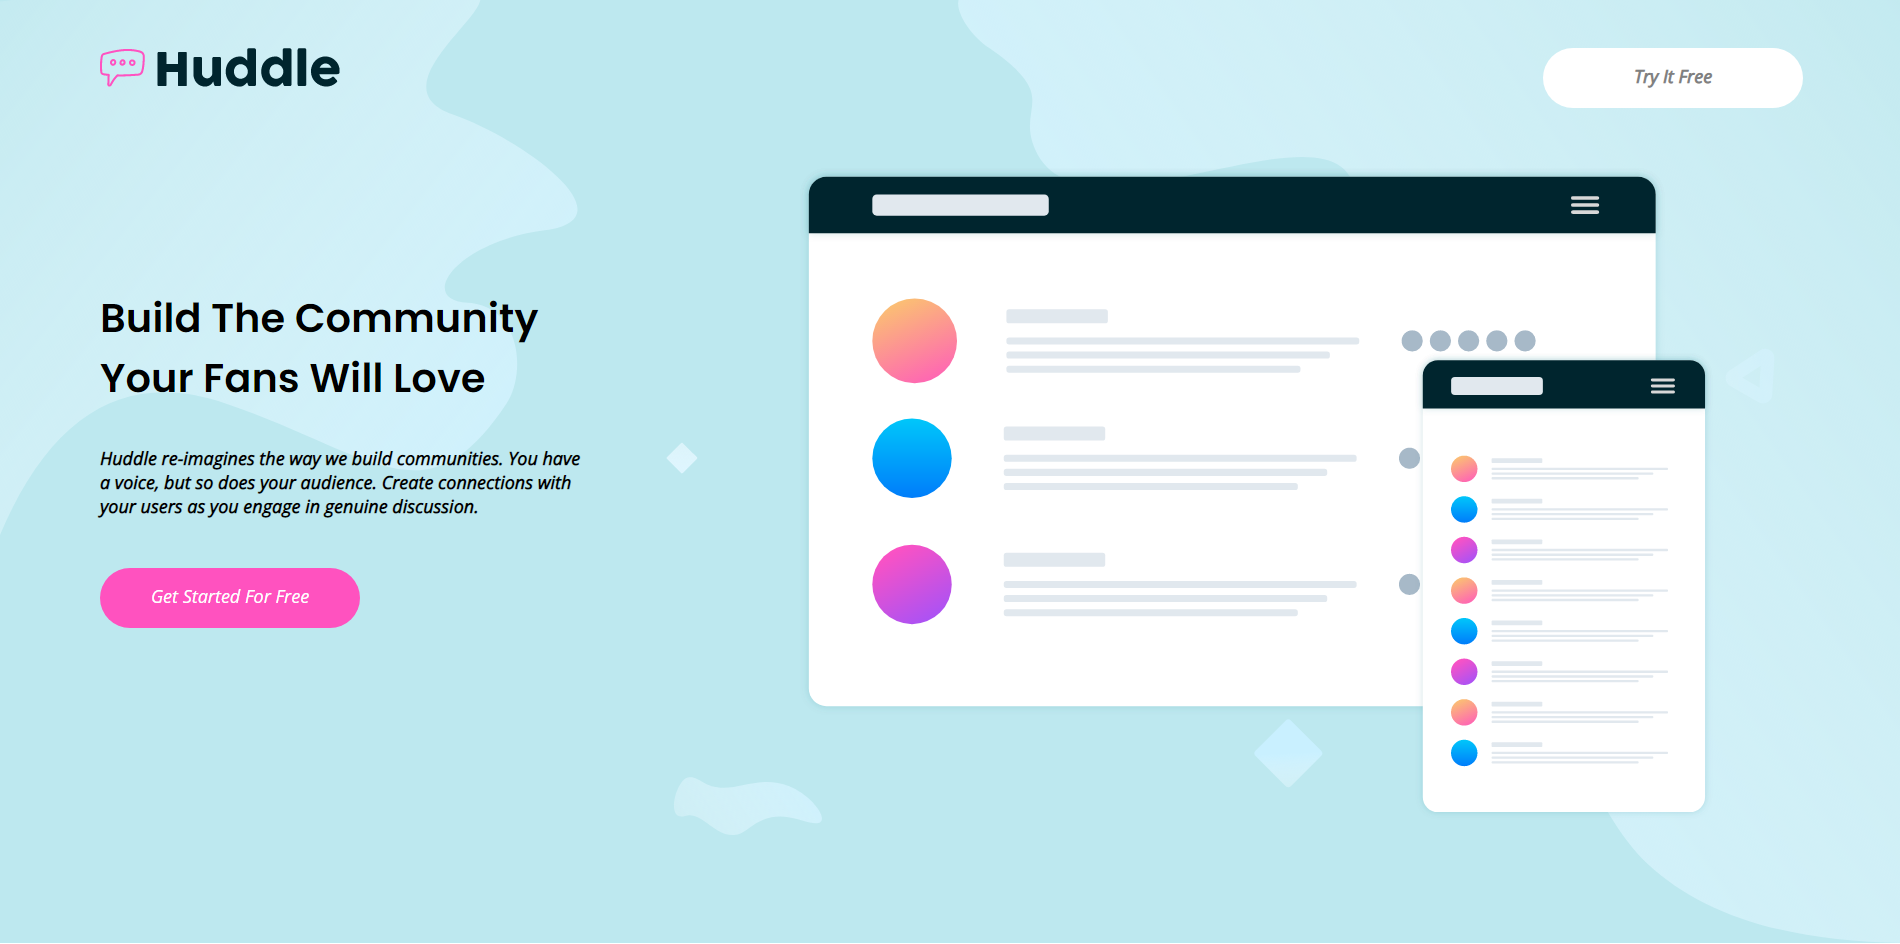 Huddle
Try It Free
Build The Community
Your Fans Will Love
Huddle re-imagines the way we build communities. You have
a voice, but so does your audience. Create connections with
your users as you engage in genuine discussion.
Get Started For Free